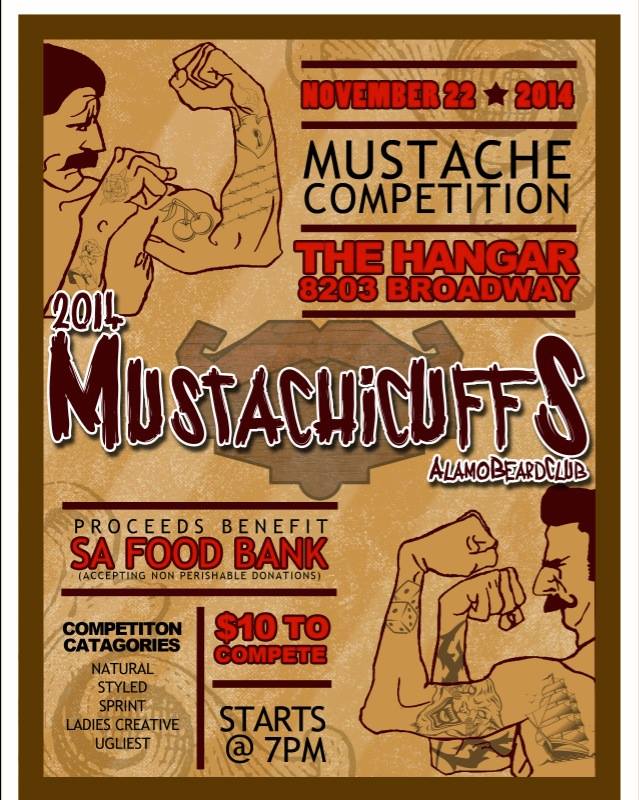 NOVEMBER 22 ★ 2014
MUSTACHE
COMPETITION
THE HANGAR
8203 BROADWAY
2014
MUSTACHiCUFFS
ALAMOBEARDCLUB
PROCEEDS BENEFIT
SA FOOD BANK
(ACCEPTING NON PERISHABLE DONATIONS)
COMPETITON
CATAGORIES
NATURAL
STYLED
SPRINT
LADIES CREATIVE
UGLIEST
$10 TO
COMPETE
STARTS
@ 7PM